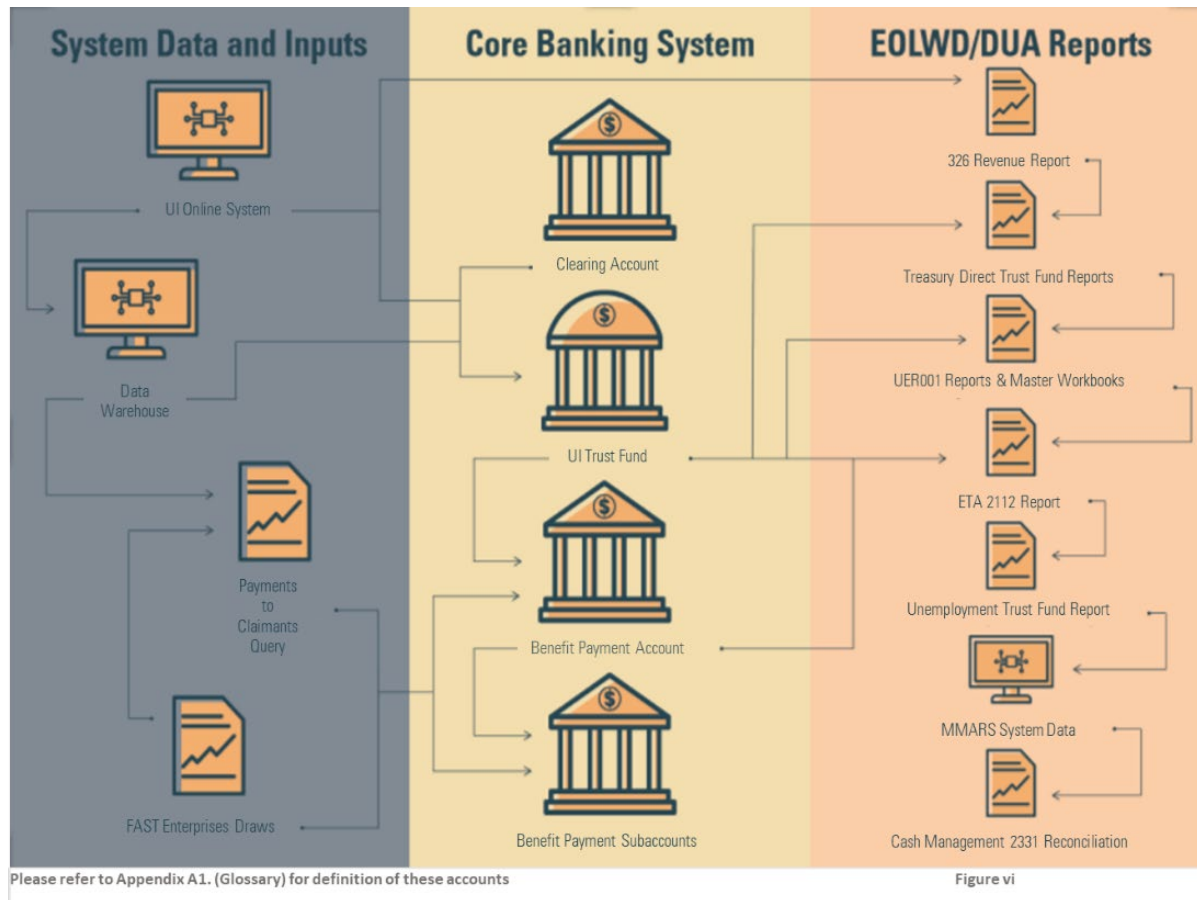 System Data and Inputs
UI Online System
Data
Warehouse
Payments
to
Claimants
Query
FAST Enterprises Draws
Core Banking System
$
Clearing Account
$
UI Trust Fund
$
Benefit Payment Account
$
Benefit Payment Subaccounts
EOLWD/DUA Reports
326 Revenue Report
Treasury Direct Trust Fund Reports
UER001 Reports & Master Workbooks
ETA 2112 Report
Unemployment Trust Fund Report
MMARS System Data
Cash Management 2331 Reconciliation
Please refer to Appendix A1. (Glossary) for definition of these accounts
Figure vi